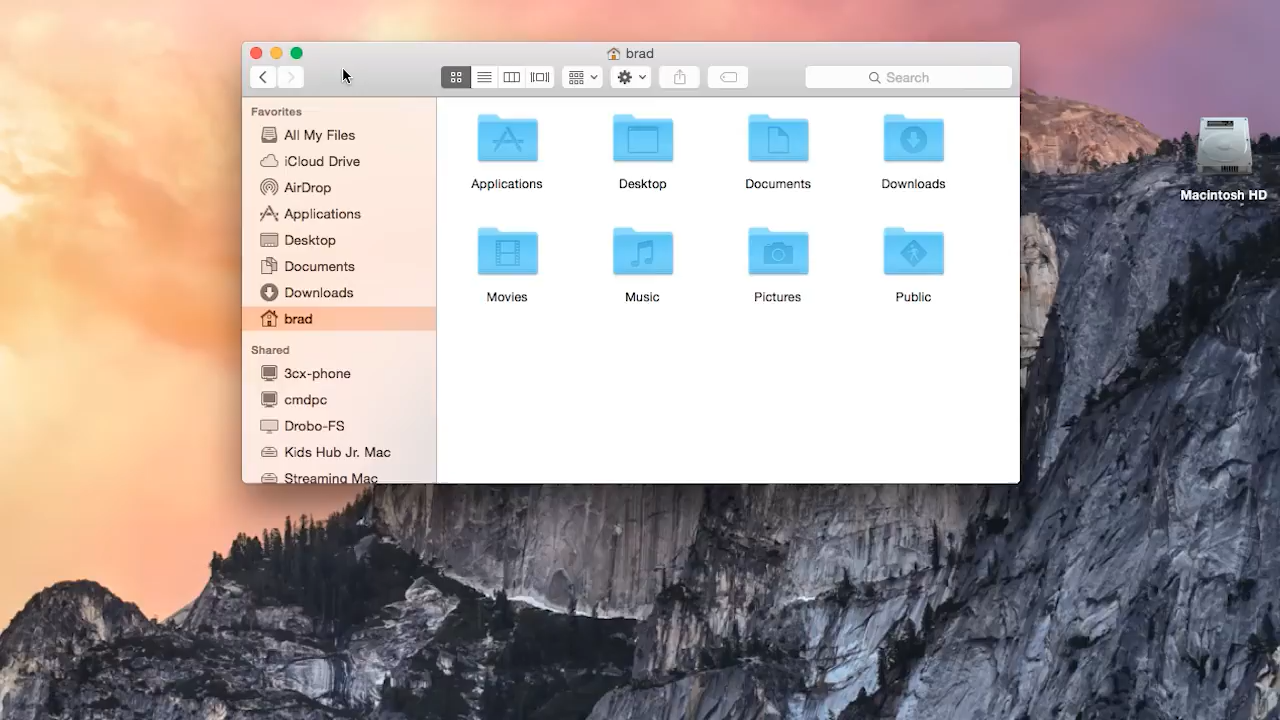 brad
Search
Favorites
All My Files
iCloud Drive
AirDrop
Applications
Desktop
Documents
Downloads
brad
Shared
3cx-phone
cmdpc
Drobo-FS
Kids Hub Jr. Mac
Streaming Mac
Applications
Desktop
Documents
Downloads
Movies
Music
Pictures
Public
Macintosh HD